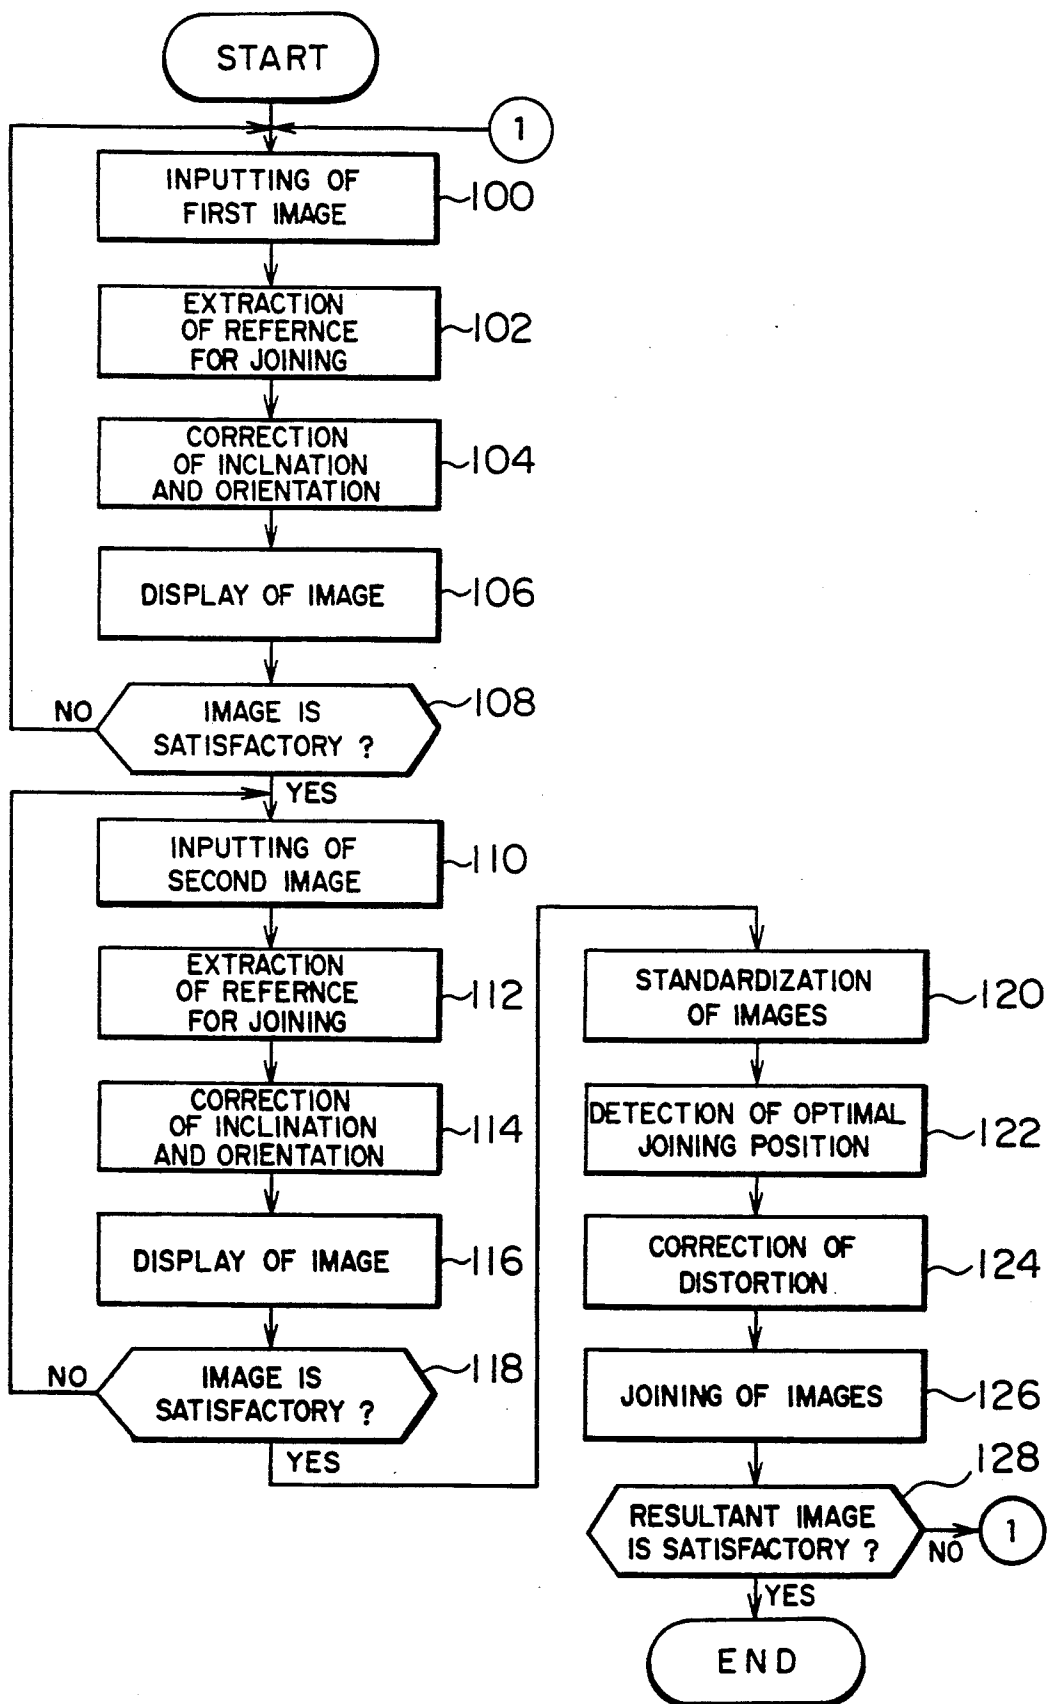 START
1
INPUTTING OF
FIRST IMAGE
100
EXTRACTION
OF REFERNCE
FOR JOINING
102
CORRECTION
OF INCLNATION
AND ORIENTATION
104
DISPLAY OF IMAGE
106
IMAGE IS
SATISFACTORY ?
108
NO
YES
INPUTTING OF
SECOND IMAGE
110
EXTRACTION
OF REFERNCE
FOR JOINING
112
CORRECTION
OF INCLINATION
AND ORIENTATION
114
DISPLAY OF IMAGE
116
IMAGE IS
SATISFACTORY ?
118
NO
YES
STANDARDIZATION
OF IMAGES
120
DETECTION OF OPTIMAL
JOINING POSITION
122
CORRECTION OF
DISTORTION
124
JOINING OF IMAGES
126
RESULTANT IMAGE
IS SATISFACTORY ?
128
NO
1
YES
END